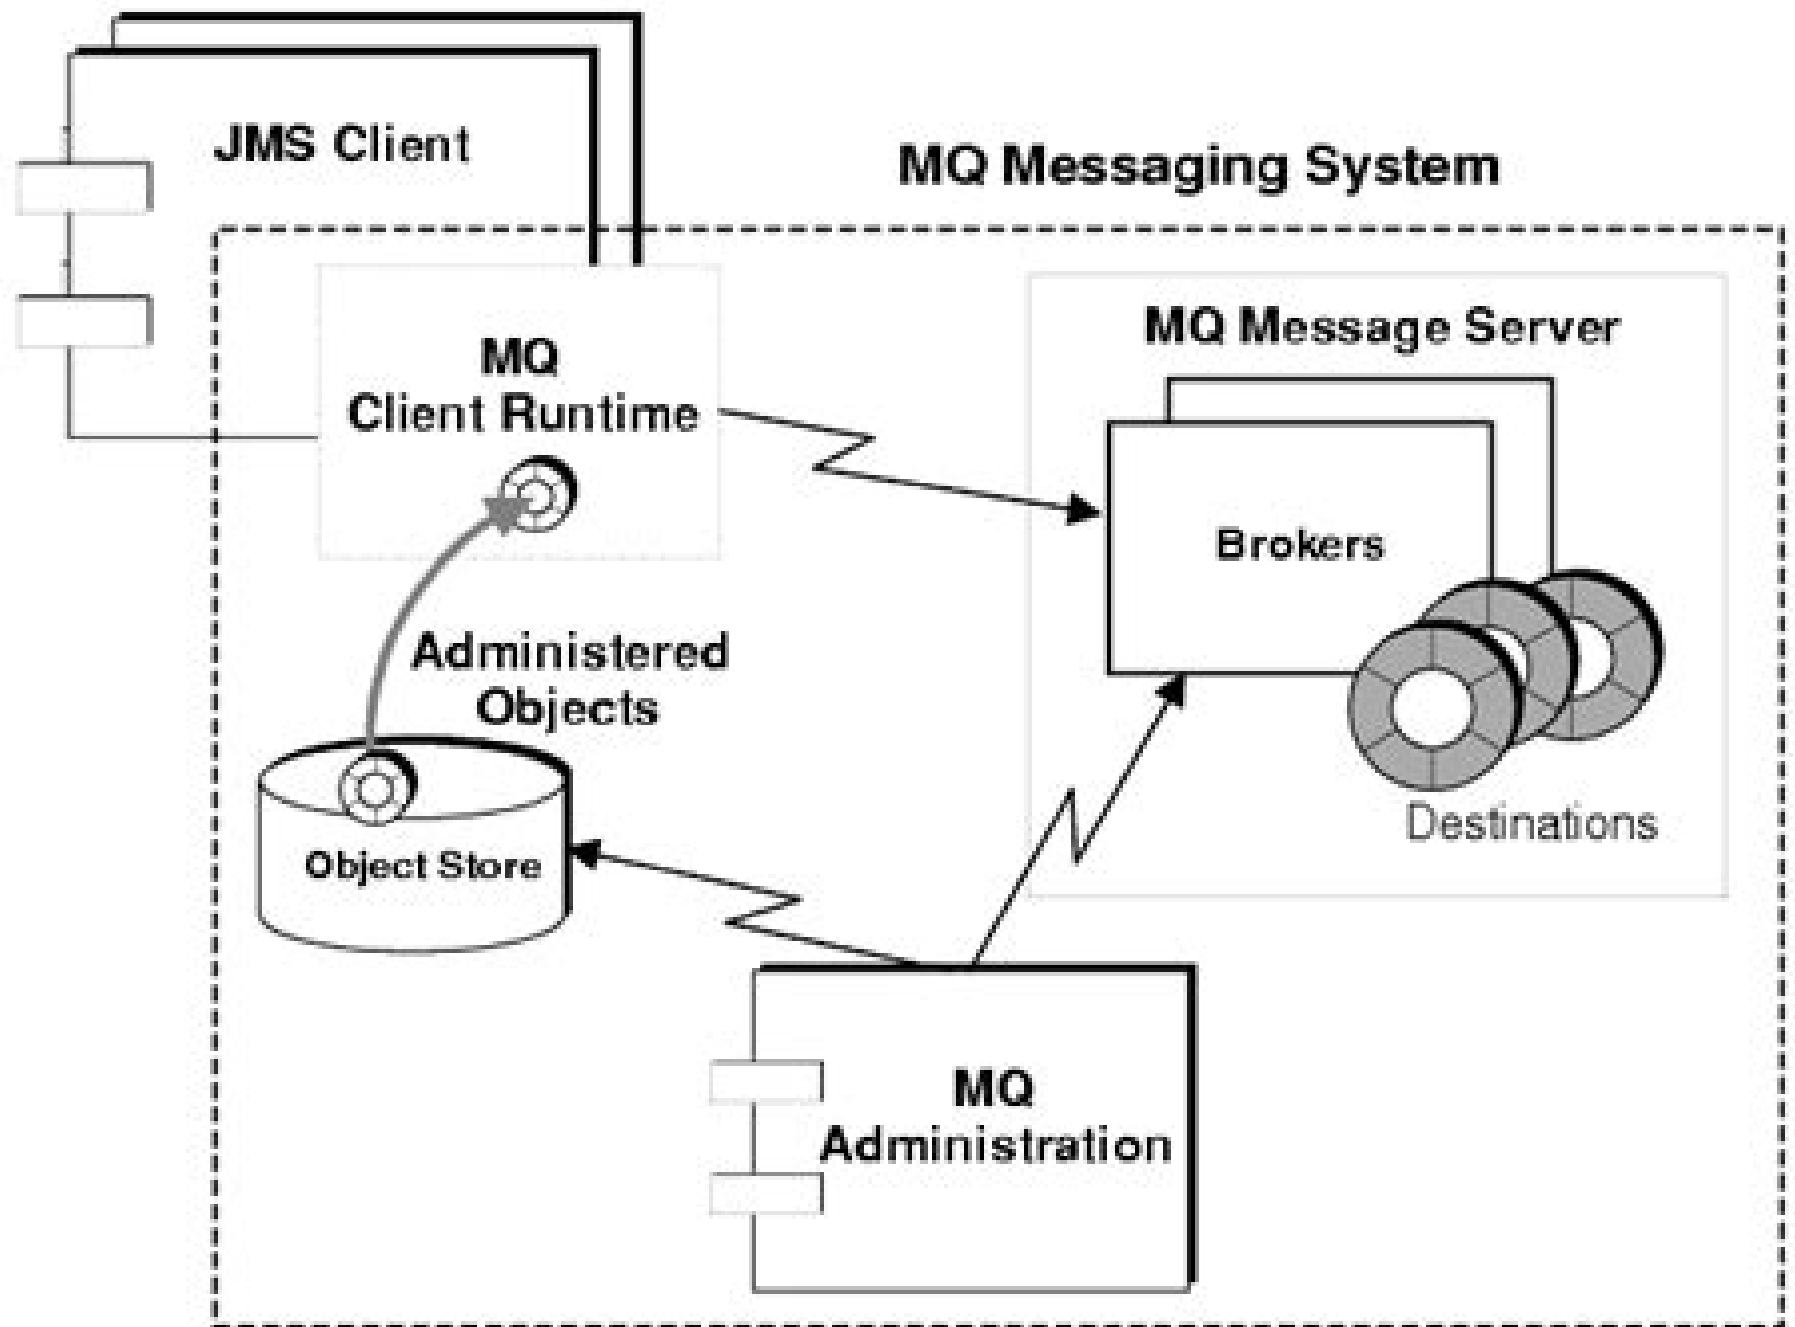 JMS Client
MQ Messaging System
MQ
Client Runtime
MQ Message Server
Brokers
Administered
Objects
Destinations
Object Store
MQ
Administration